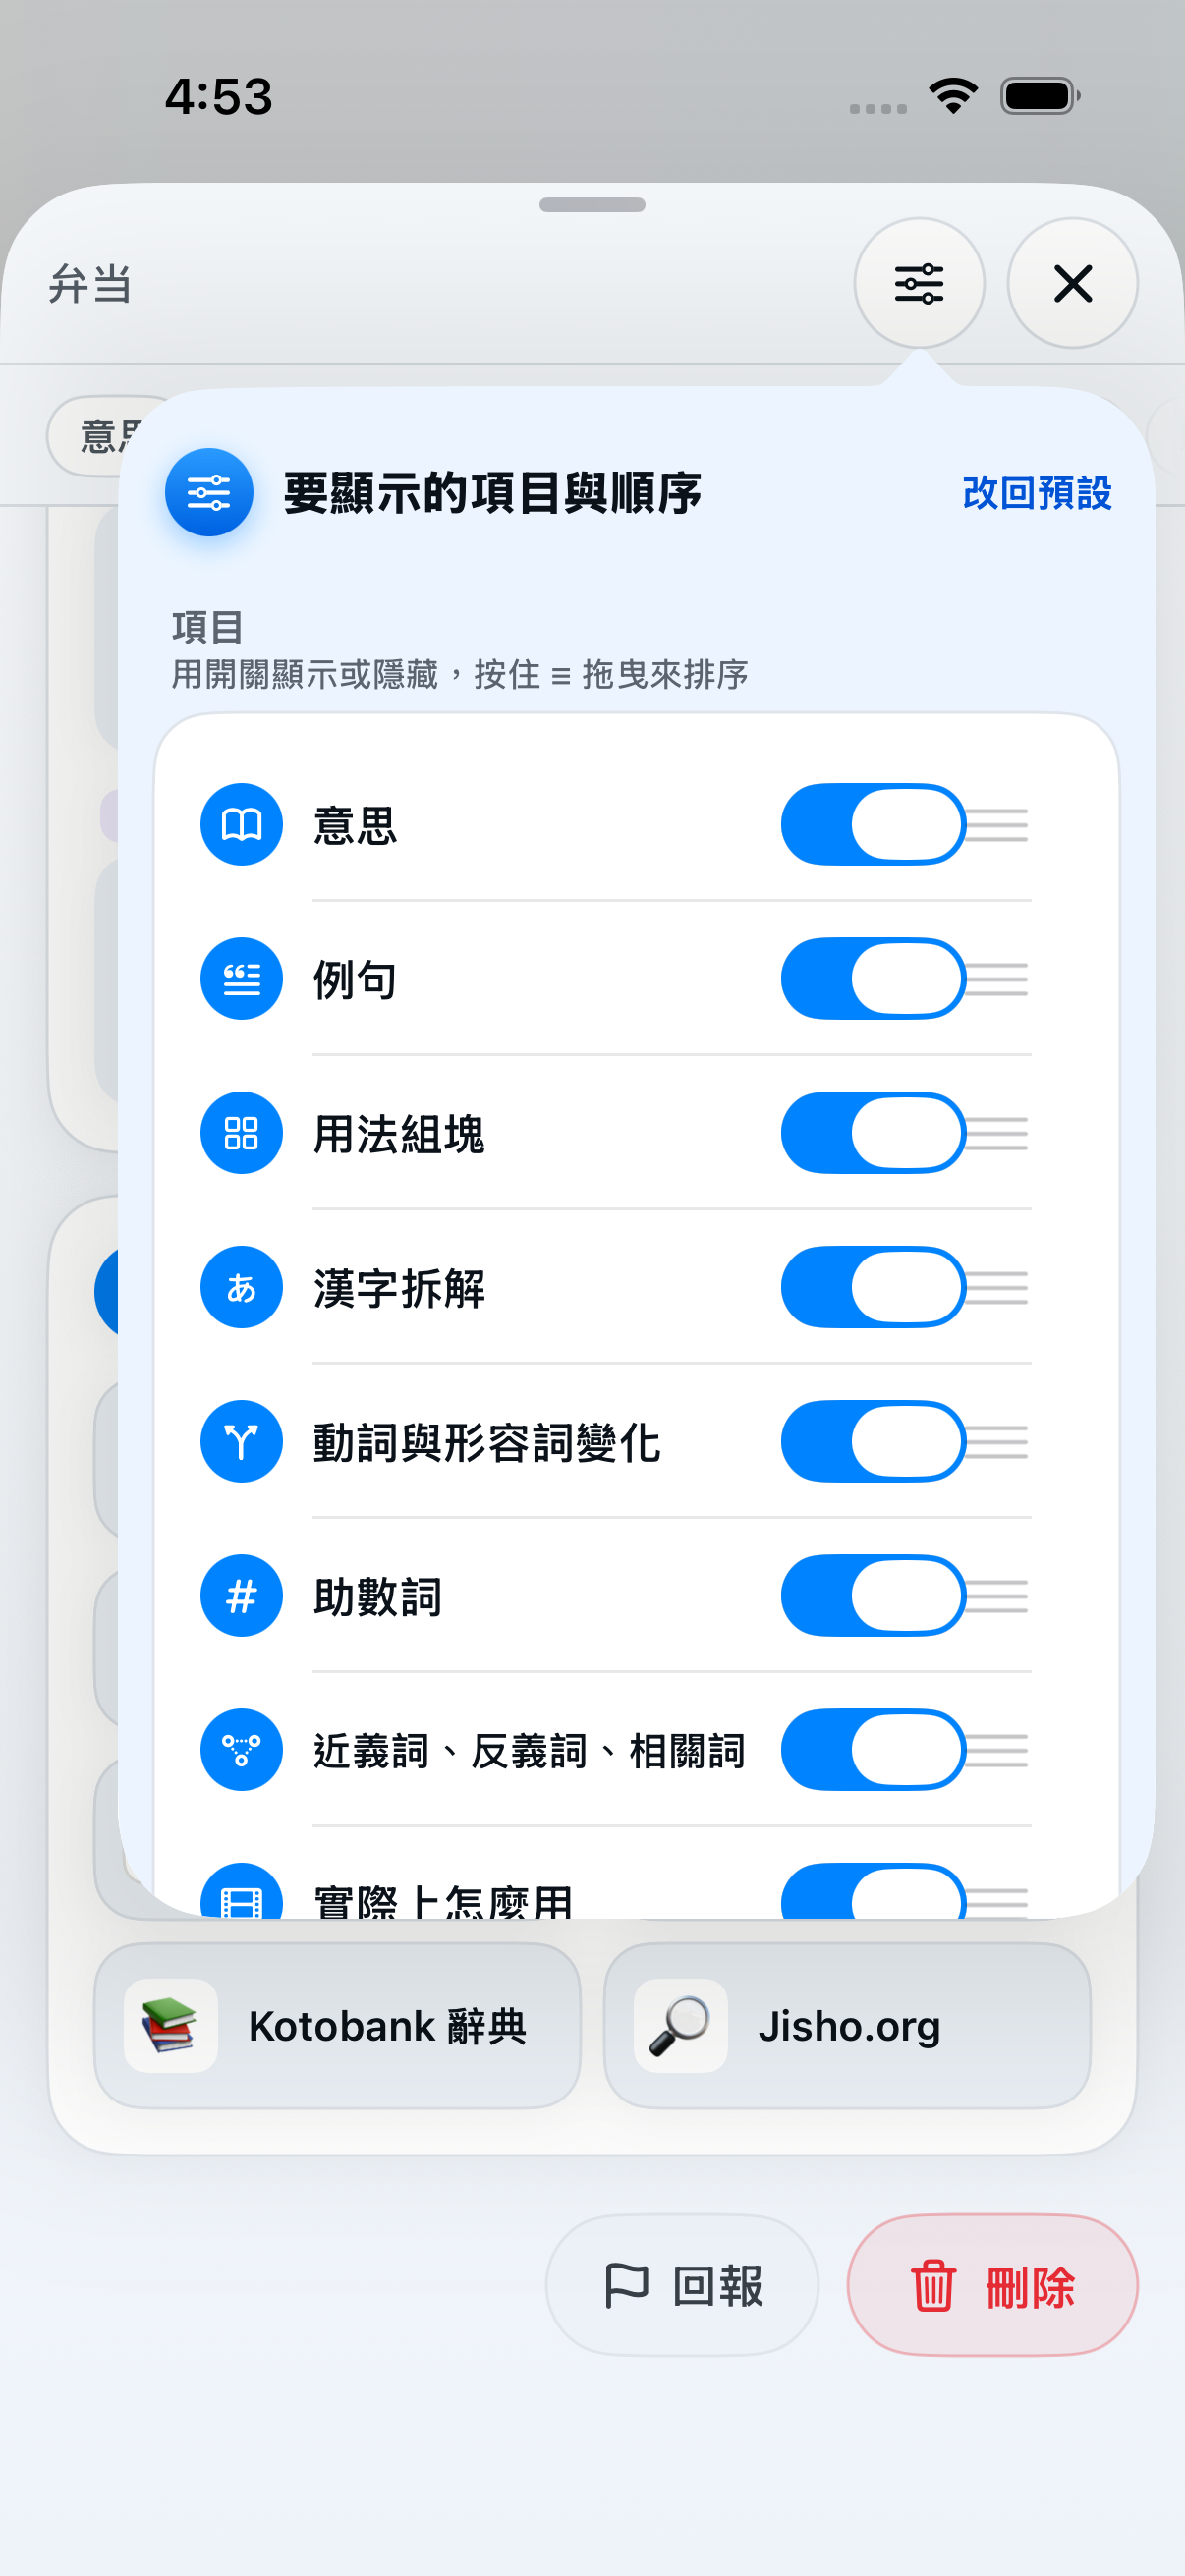 4:53
弁当
意思
要顯示的項目與順序
改回預設
項目
用開關顯示或隱藏，按住 ≡ 拖曳來排序
意思
例句
用法組塊
あ 漢字拆解
動詞與形容詞變化
# 助數詞
近義詞、反義詞、相關詞
實際上怎麼用
Kotobank 辭典
Jisho.org
回報
刪除